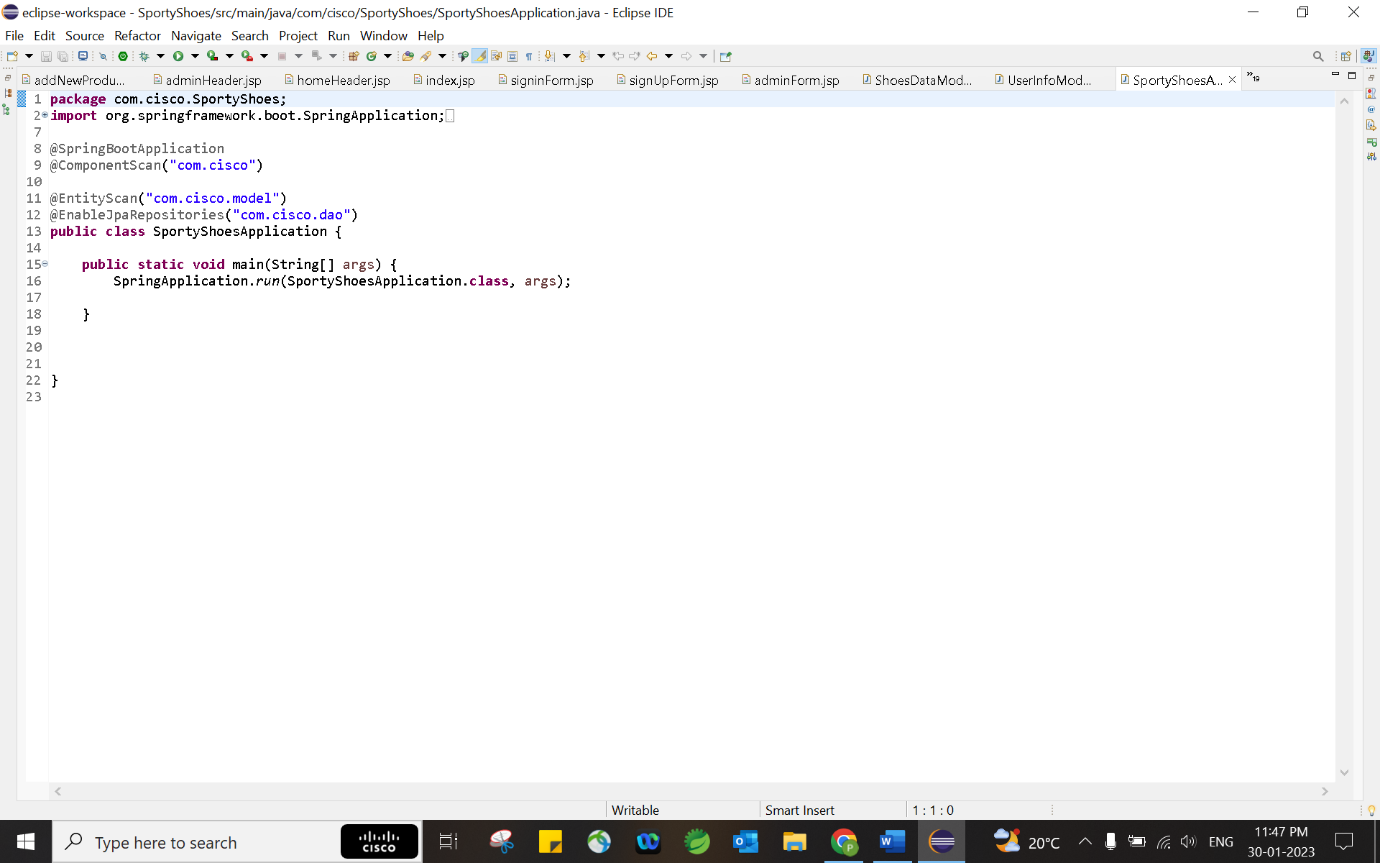 eclipse-workspace - SportyShoes/src/main/java/com/cisco/SportyShoes/SportyShoesApplication.java - Eclipse IDE
File Edit Source Refactor Navigate Search Project Run Window Help
addNewProdu... adminHeader.jsp homeHeader.jsp index.jsp signinForm.jsp signUpForm.jsp adminForm.jsp ShoesDataMod... UserInfoMod... SportyShoesA... 19
1 package com.cisco.SportyShoes;
2 import org.springframework.boot.SpringApplication;
7
8 @SpringBootApplication
9 @ComponentScan("com.cisco")
10
11 @EntityScan("com.cisco.model")
12 @EnableJpaRepositories("com.cisco.dao")
13 public class SportyShoesApplication {
14
15 public static void main(String[] args) {
16 SpringApplication.run(SportyShoesApplication.class, args);
17
18 }
19
20
21
22 }
23
Writable Smart Insert 1 : 1 : 0
Type here to search
cisco
20°C
ENG
11:47 PM
30-01-2023